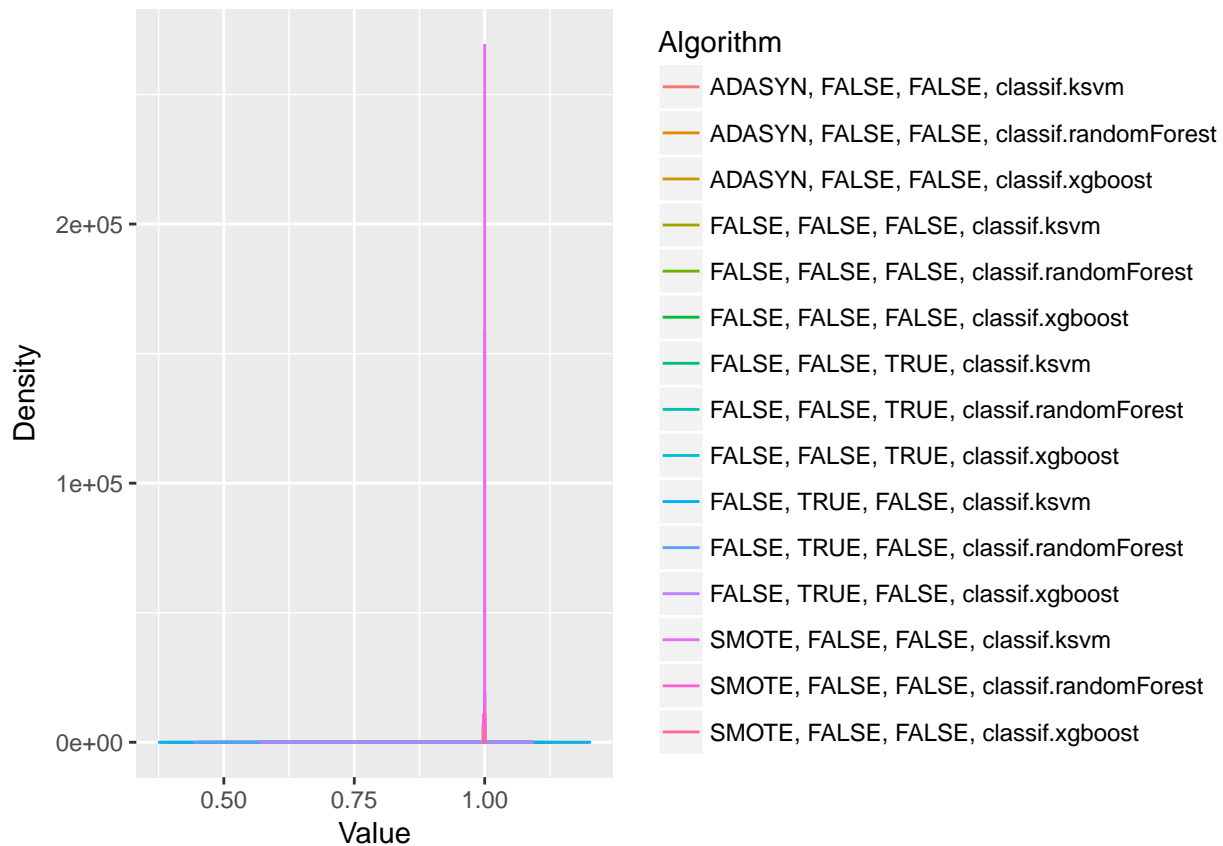 Density
2e+05
1e+05
0e+00
0.50
0.75
1.00
Value
Algorithm
ADASYN, FALSE, FALSE, classif.ksvm
ADASYN, FALSE, FALSE, classif.randomForest
ADASYN, FALSE, FALSE, classif.xgboost
FALSE, FALSE, FALSE, classif.ksvm
FALSE, FALSE, FALSE, classif.randomForest
FALSE, FALSE, FALSE, classif.xgboost
FALSE, FALSE, TRUE, classif.ksvm
FALSE, FALSE, TRUE, classif.randomForest
FALSE, FALSE, TRUE, classif.xgboost
FALSE, TRUE, FALSE, classif.ksvm
FALSE, TRUE, FALSE, classif.randomForest
FALSE, TRUE, FALSE, classif.xgboost
SMOTE, FALSE, FALSE, classif.ksvm
SMOTE, FALSE, FALSE, classif.randomForest
SMOTE, FALSE, FALSE, classif.xgboost